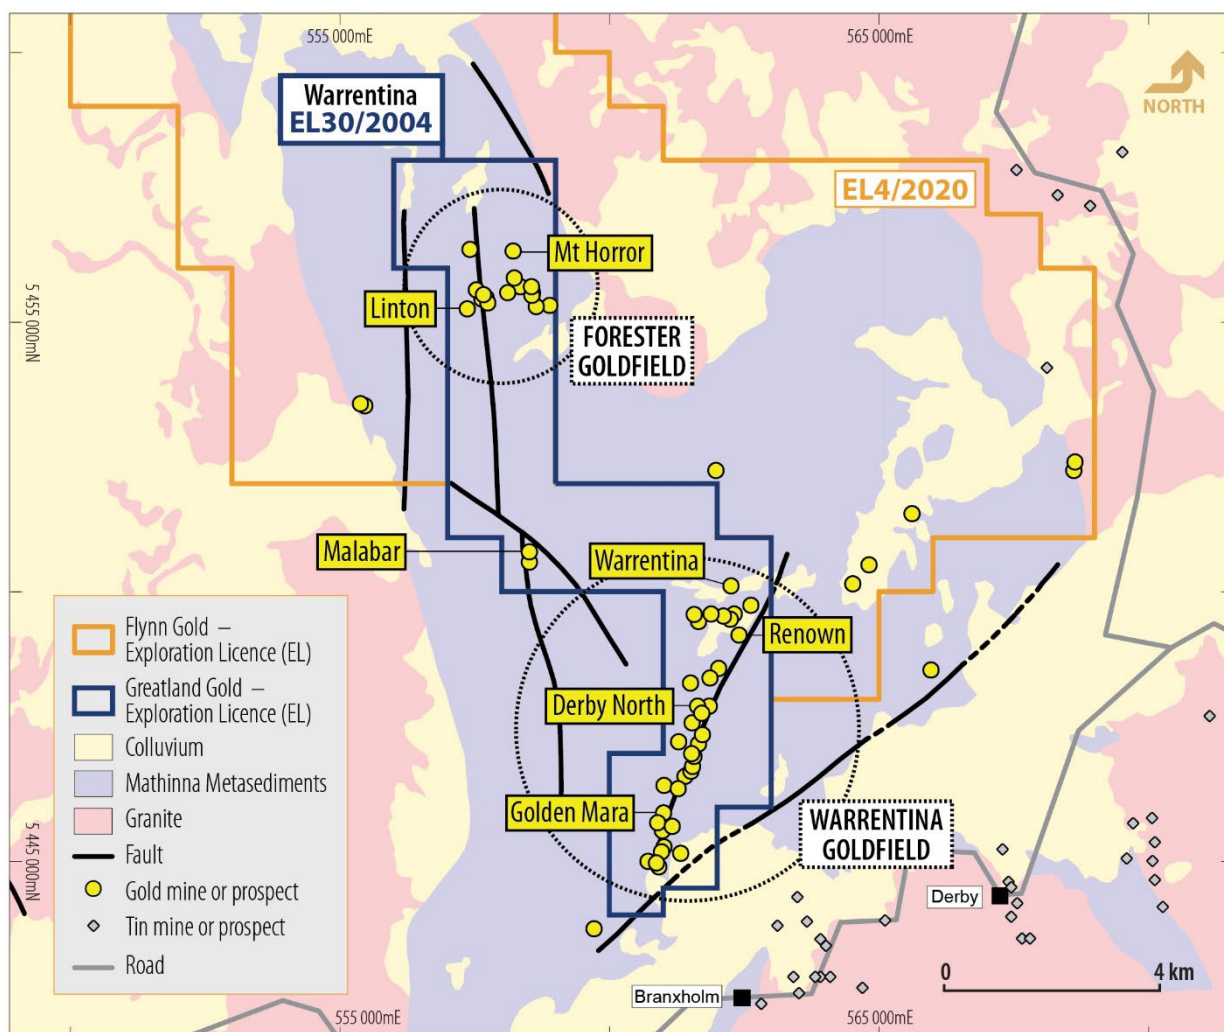 555 000mE
565 000mE
Warrentina
EL30/2004
NORTH
EL4/2020
Mt Horror
5 455 000mN
Linton
FORESTER
GOLDFIELD
Malabar
Warrentina
Renown
Derby North
Golden Mara
WARRENTINA
GOLDFIELD
Flynn Gold –
Exploration Licence (EL)
Greatland Gold –
Exploration Licence (EL)
Colluvium
Mathinna Metasediments
Granite
Fault
Gold mine or prospect
Tin mine or prospect
Road
5 445 000mN
Derby
Branxholm
0 4 km
555 000mE
565 000mE